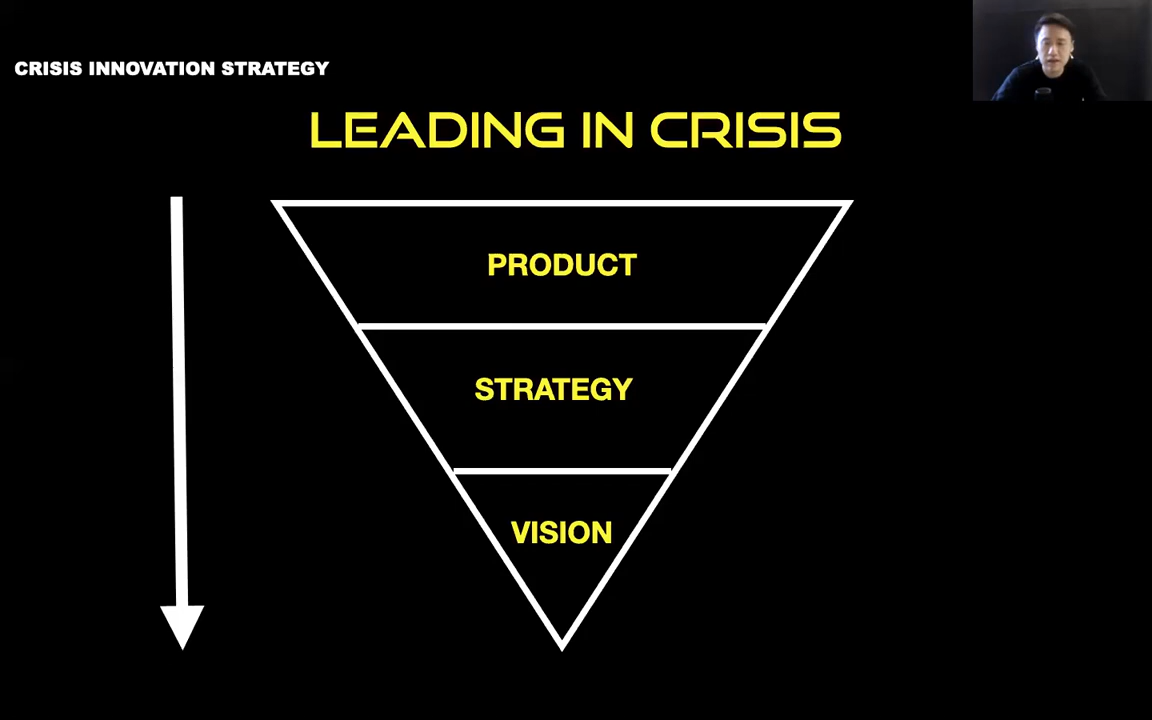 CRISIS INNOVATION STRATEGY
LEADING IN CRISIS
PRODUCT
STRATEGY
VISION